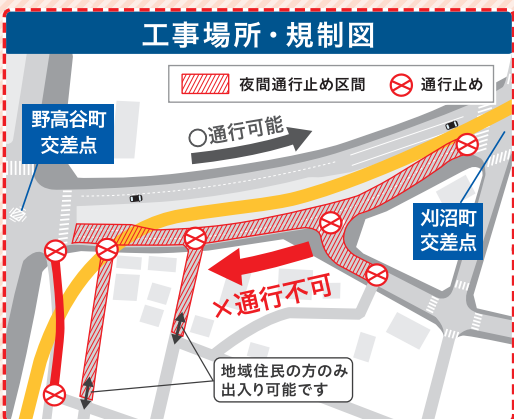 工事場所・規制図
夜間通行止め区間
通行止め
野高谷町
交差点
○通行可能
刈沼町
交差点
×通行不可
地域住民の方のみ
出入り可能です